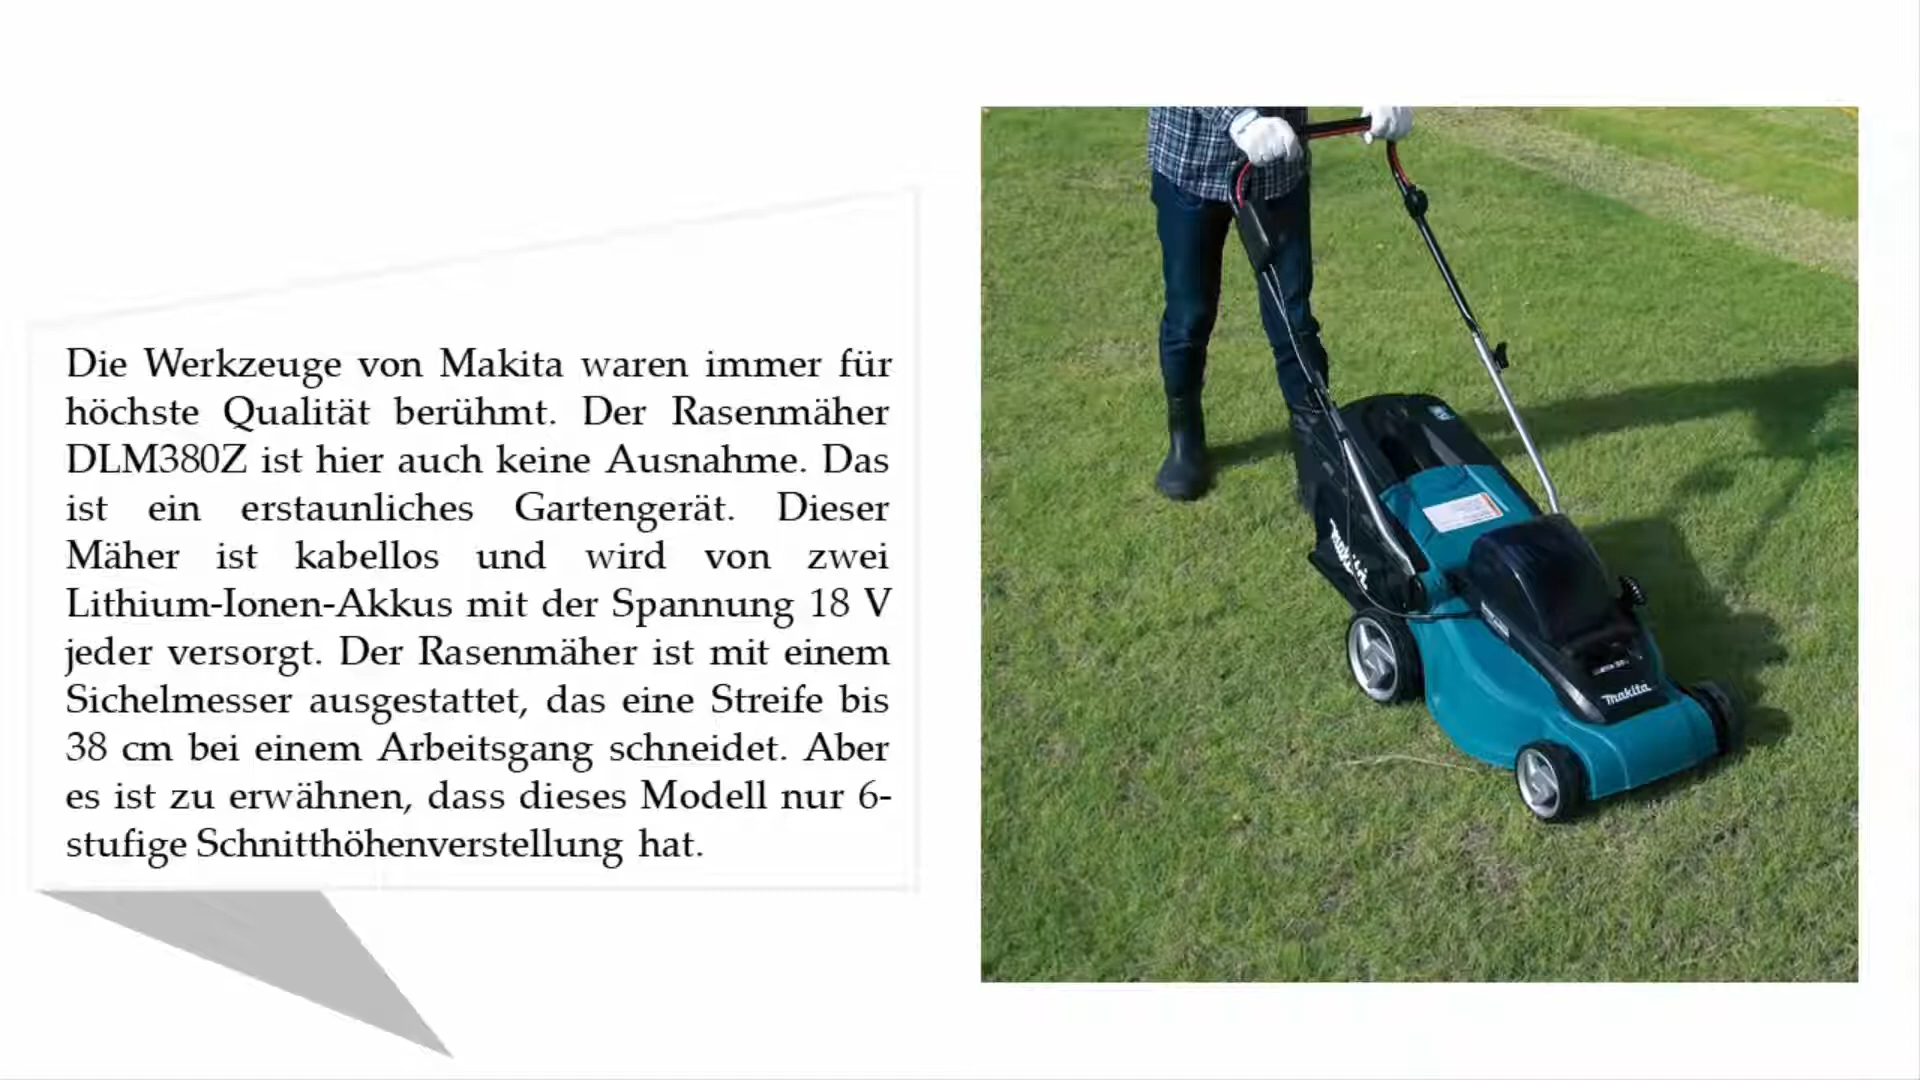 Die Werkzeuge von Makita waren immer für
höchste Qualität berühmt. Der Rasenmäher
DLM380Z ist hier auch keine Ausnahme. Das
ist ein erstaunliches Gartengerät. Dieser
Mäher ist kabellos und wird von zwei
Lithium-Ionen-Akkus mit der Spannung 18 V
jeder versorgt. Der Rasenmäher ist mit einem
Sichelmesser ausgestattet, das eine Streife bis
38 cm bei einem Arbeitsgang schneidet. Aber
es ist zu erwähnen, dass dieses Modell nur 6-
stufige Schnitthöhenverstellung hat.
makita
makita